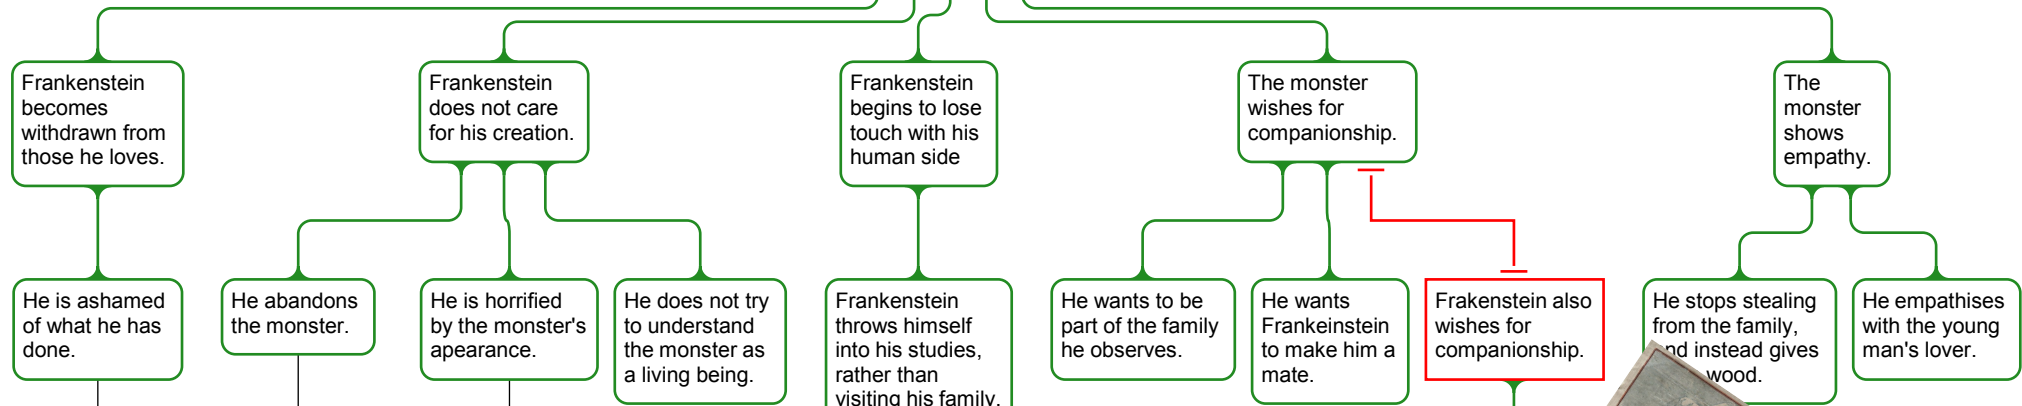 Frankenstein
becomes
withdrawn from
those he loves.
Frankenstein
does not care
for his creation.
Frankenstein
begins to lose
touch with his
human side
The monster
wishes for
companionship.
The
monster
shows
empathy.
He is ashamed
of what he has
done.
He abandons
the monster.
He is horrified
by the monster's
apearance.
He does not try
to understand
the monster as
a living being.
Frankenstein
throws himself
into his studies,
rather than
visiting his family.
He wants to be
part of the family
he observes.
He wants
Frankeinstein
to make him a
mate.
Frakenstein also
wishes for
companionship.
He stops stealing
from the family,
and instead gives
wood.
He empathises
with the young
man's lover.